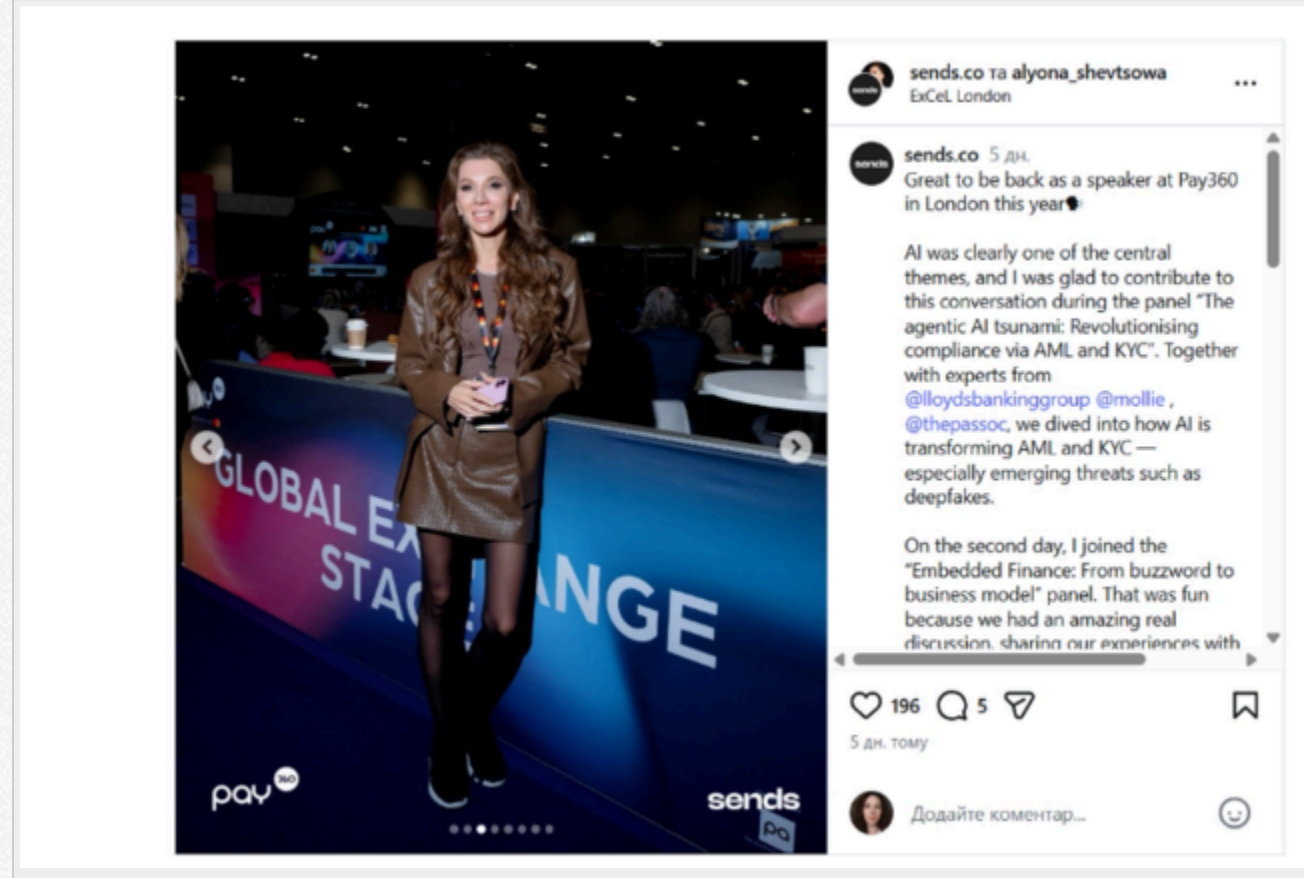 GLOBAL EX ANGE
STAGE
pay360
sends
sends.co та alyona_shevtsowa
ExCeL London
sends.co 5 дн.
Great to be back as a speaker at Pay360
in London this year
AI was clearly one of the central
themes, and I was glad to contribute to
this conversation during the panel "The
agentic AI tsunami: Revolutionising
compliance via AML and KYC". Together
with experts from
@lloydsbankinggroup @mollie ,
@thepassoc, we dived into how AI is
transforming AML and KYC —
especially emerging threats such as
deepfakes.
On the second day, I joined the
"Embedded Finance: From buzzword to
business model" panel. That was fun
because we had an amazing real
discussion, sharing our experiences with
196 5
5 дн. тому
Додайте коментар...